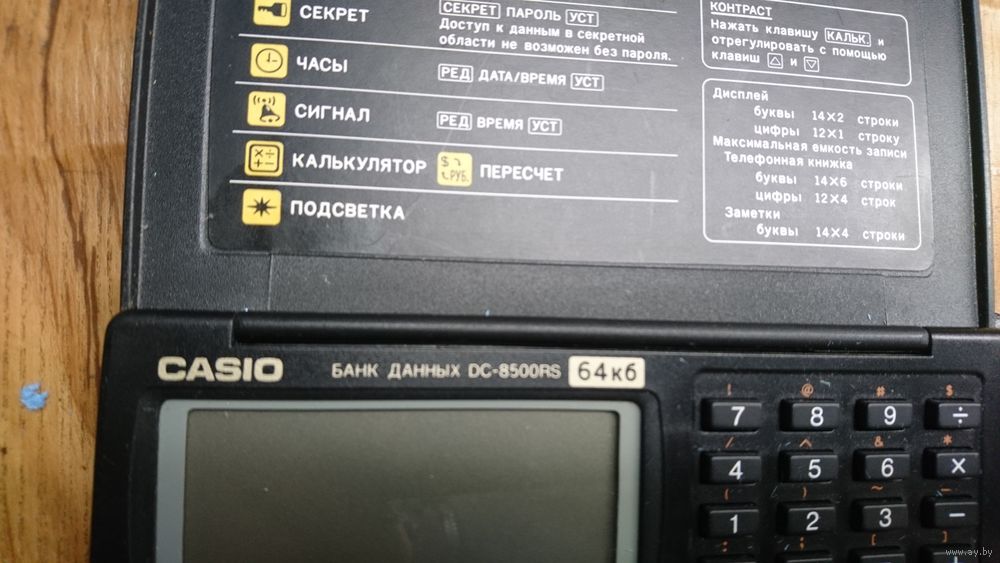 СЕКРЕТ
СЕКРЕТ ПАРОЛЬ УСТ
Доступ к данным в секретной
области не возможен без пароля.
ЧАСЫ
РЕД ДАТА/ВРЕМЯ УСТ
СИГНАЛ
РЕД ВРЕМЯ УСТ
КАЛЬКУЛЯТОР $ РУБ. ПЕРЕСЧЕТ
ПОДСВЕТКА
КОНТРАСТ
Нажать клавишу КАЛЬК. и
отрегулировать с помощью
клавиш △ и ▽
Дисплей
буквы 14×2 строки
цифры 12×1 строку
Максимальная емкость записи
Телефонная книжка
буквы 14×6 строки
цифры 12×4 строк
Заметки
буквы 14×4 строки
CASIO БАНК ДАННЫХ DC-8500RS 64кб
! @ # $
7 8 9 ÷
/ ^ & *
4 5 6 ×
( ) ~ –
1 2 3 −
: ; [ ]
www.ay.by